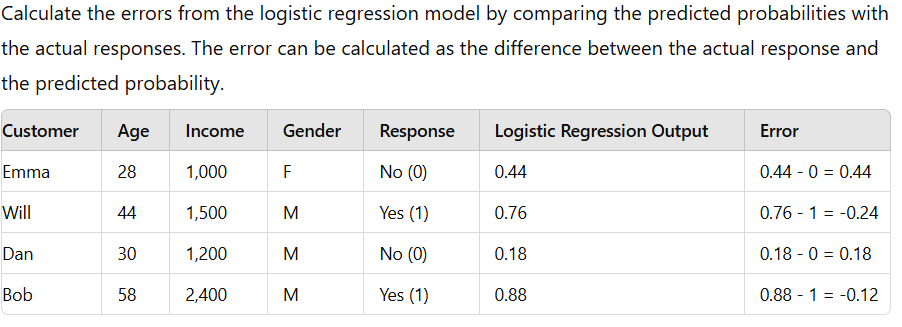 Calculate the errors from the logistic regression model by comparing the predicted probabilities with
the actual responses. The error can be calculated as the difference between the actual response and
the predicted probability.
Customer Age Income Gender Response Logistic Regression Output Error
Emma 28 1,000 F No (0) 0.44 0.44 - 0 = 0.44
Will 44 1,500 M Yes (1) 0.76 0.76 - 1 = -0.24
Dan 30 1,200 M No (0) 0.18 0.18 - 0 = 0.18
Bob 58 2,400 M Yes (1) 0.88 0.88 - 1 = -0.12